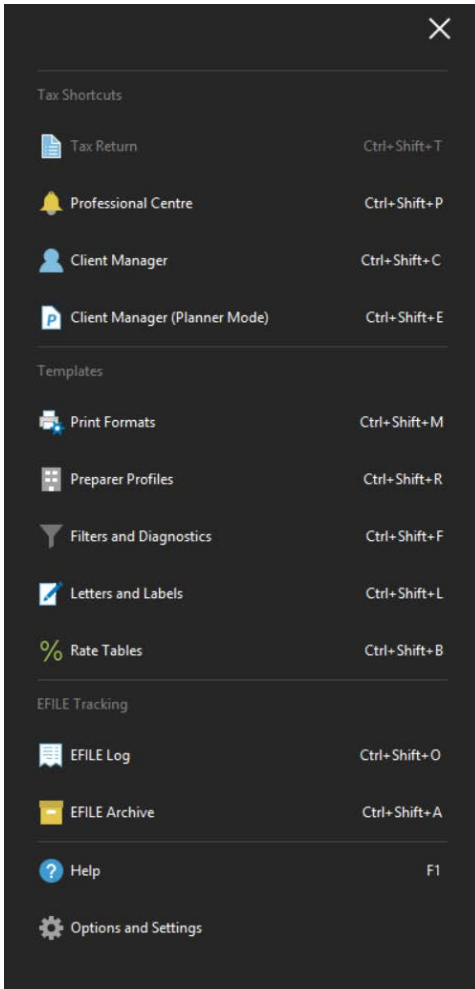 Tax Shortcuts
Tax Return Ctrl+Shift+T
Professional Centre Ctrl+Shift+P
Client Manager Ctrl+Shift+C
P Client Manager (Planner Mode) Ctrl+Shift+E
Templates
Print Formats Ctrl+Shift+M
Preparer Profiles Ctrl+Shift+R
Filters and Diagnostics Ctrl+Shift+F
Letters and Labels Ctrl+Shift+L
% Rate Tables Ctrl+Shift+B
EFILE Tracking
EFILE Log Ctrl+Shift+O
EFILE Archive Ctrl+Shift+A
? Help F1
Options and Settings